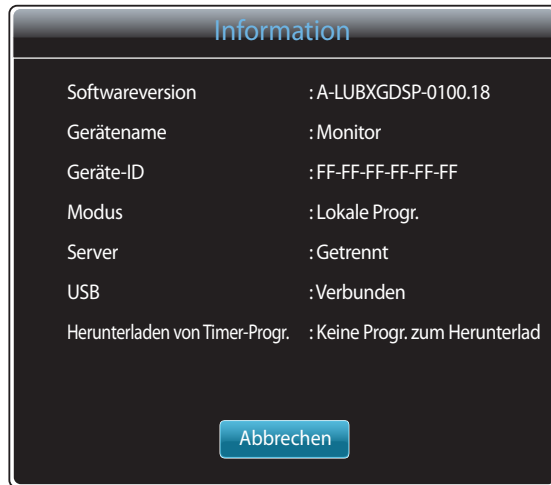 Information
Softwareversion : A-LUBXGDSP-0100.18
Gerätename : Monitor
Geräte-ID : FF-FF-FF-FF-FF-FF
Modus : Lokale Progr.
Server : Getrennt
USB : Verbunden
Herunterladen von Timer-Progr. : Keine Progr. zum Herunterlad
Abbrechen